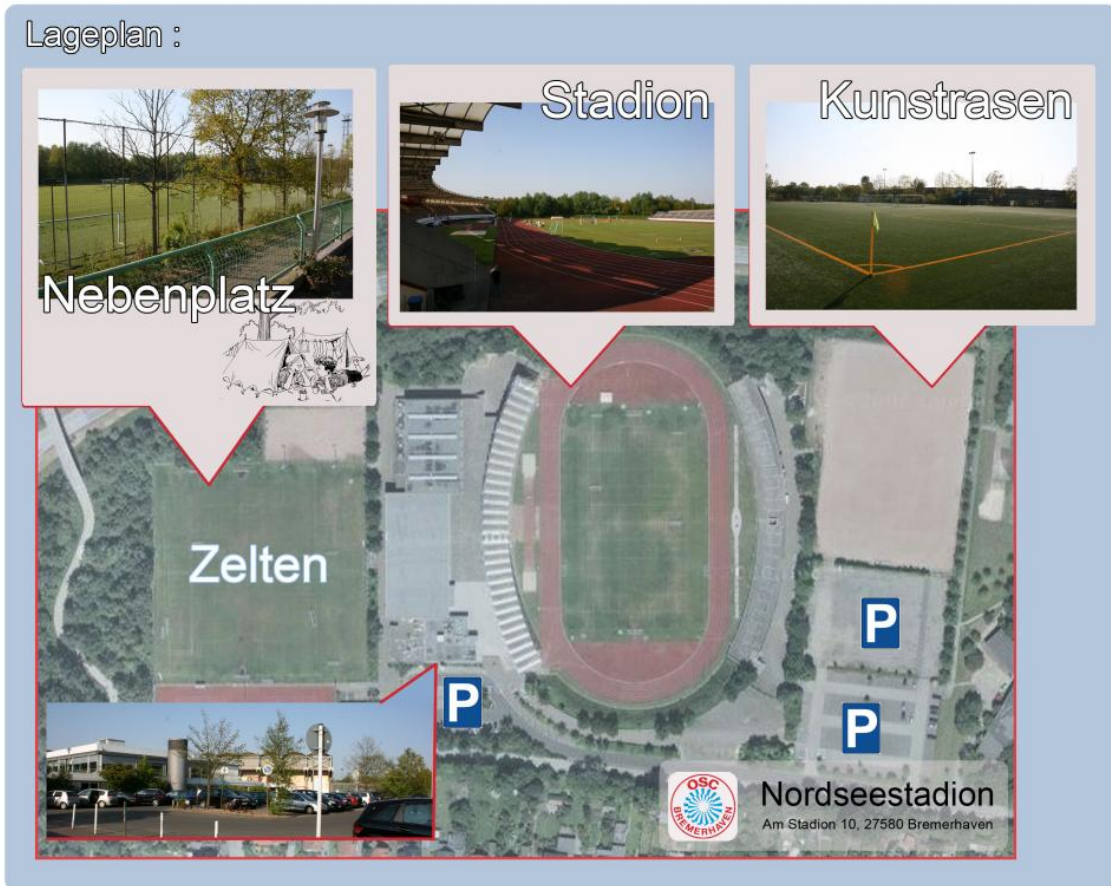 Lageplan :
Nebenplatz
Stadion
Kunstrasen
Zelten
P
P
P
OSC
BREMERHAVEN
Nordseestadion
Am Stadion 10, 27580 Bremerhaven